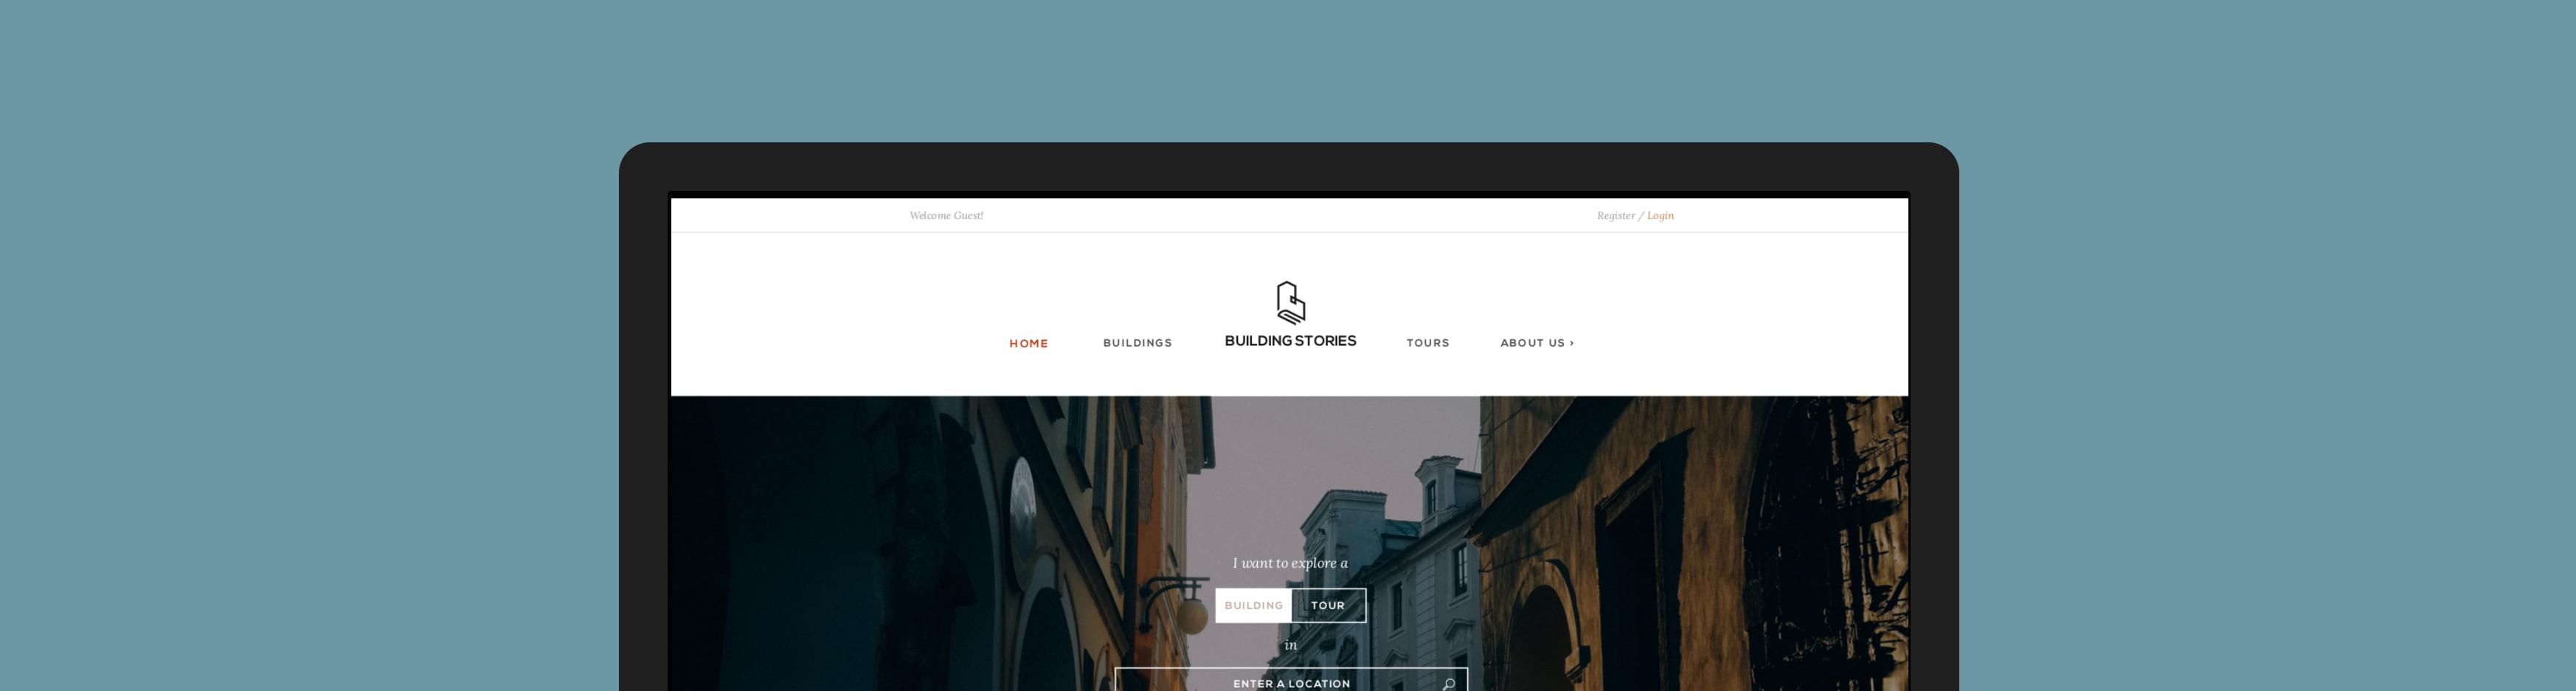 Welcome Guest! Register / Login
HOME BUILDINGS BUILDING STORIES TOURS ABOUT US ›
I want to explore a
BUILDING TOUR
in
ENTER A LOCATION